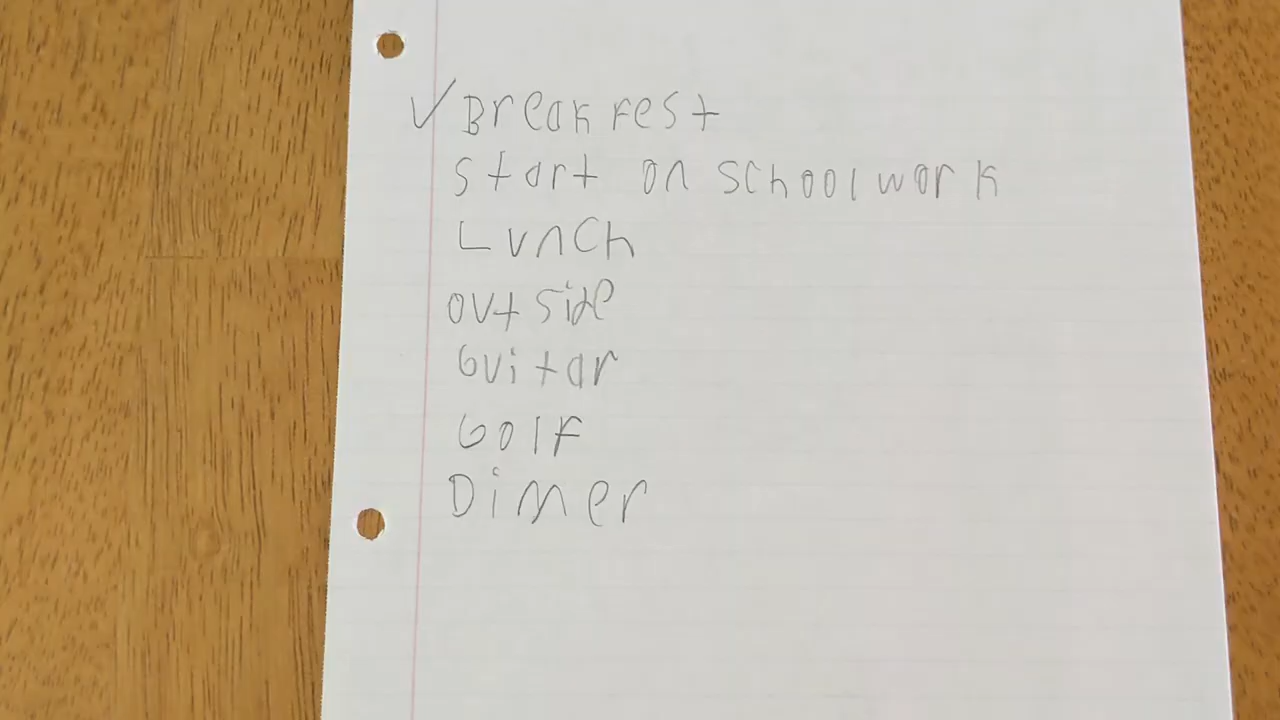 ✓ Breakfest
Start on schoolwork
Lunch
Outside
Guitar
Golf
Dinner